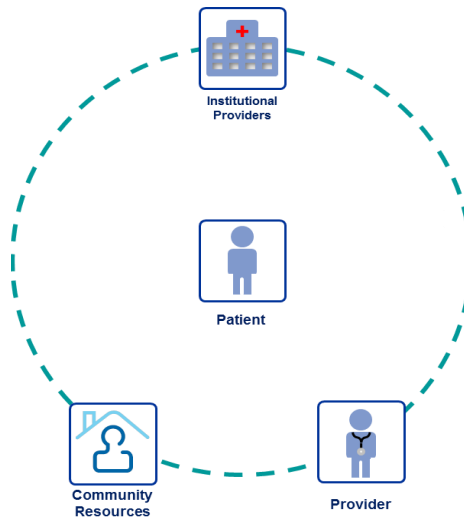 Institutional
Providers
Patient
Community
Resources
Provider